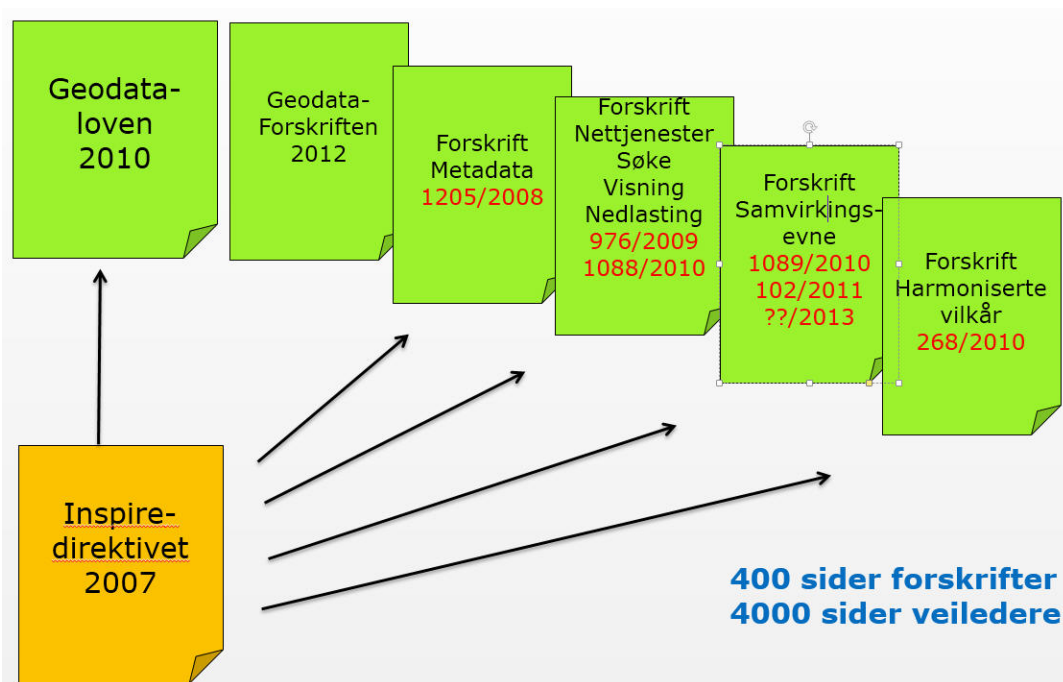 Geodata-
loven
2010
Geodata-
Forskriften
2012
Forskrift
Metadata
1205/2008
Forskrift
Nettjenester
Søke
Visning
Nedlasting
976/2009
1088/2010
Forskrift
Samvirkings-
evne
1089/2010
102/2011
??/2013
Forskrift
Harmoniserte
vilkår
268/2010
Inspire-
direktivet
2007
400 sider forskrifter
4000 sider veiledere